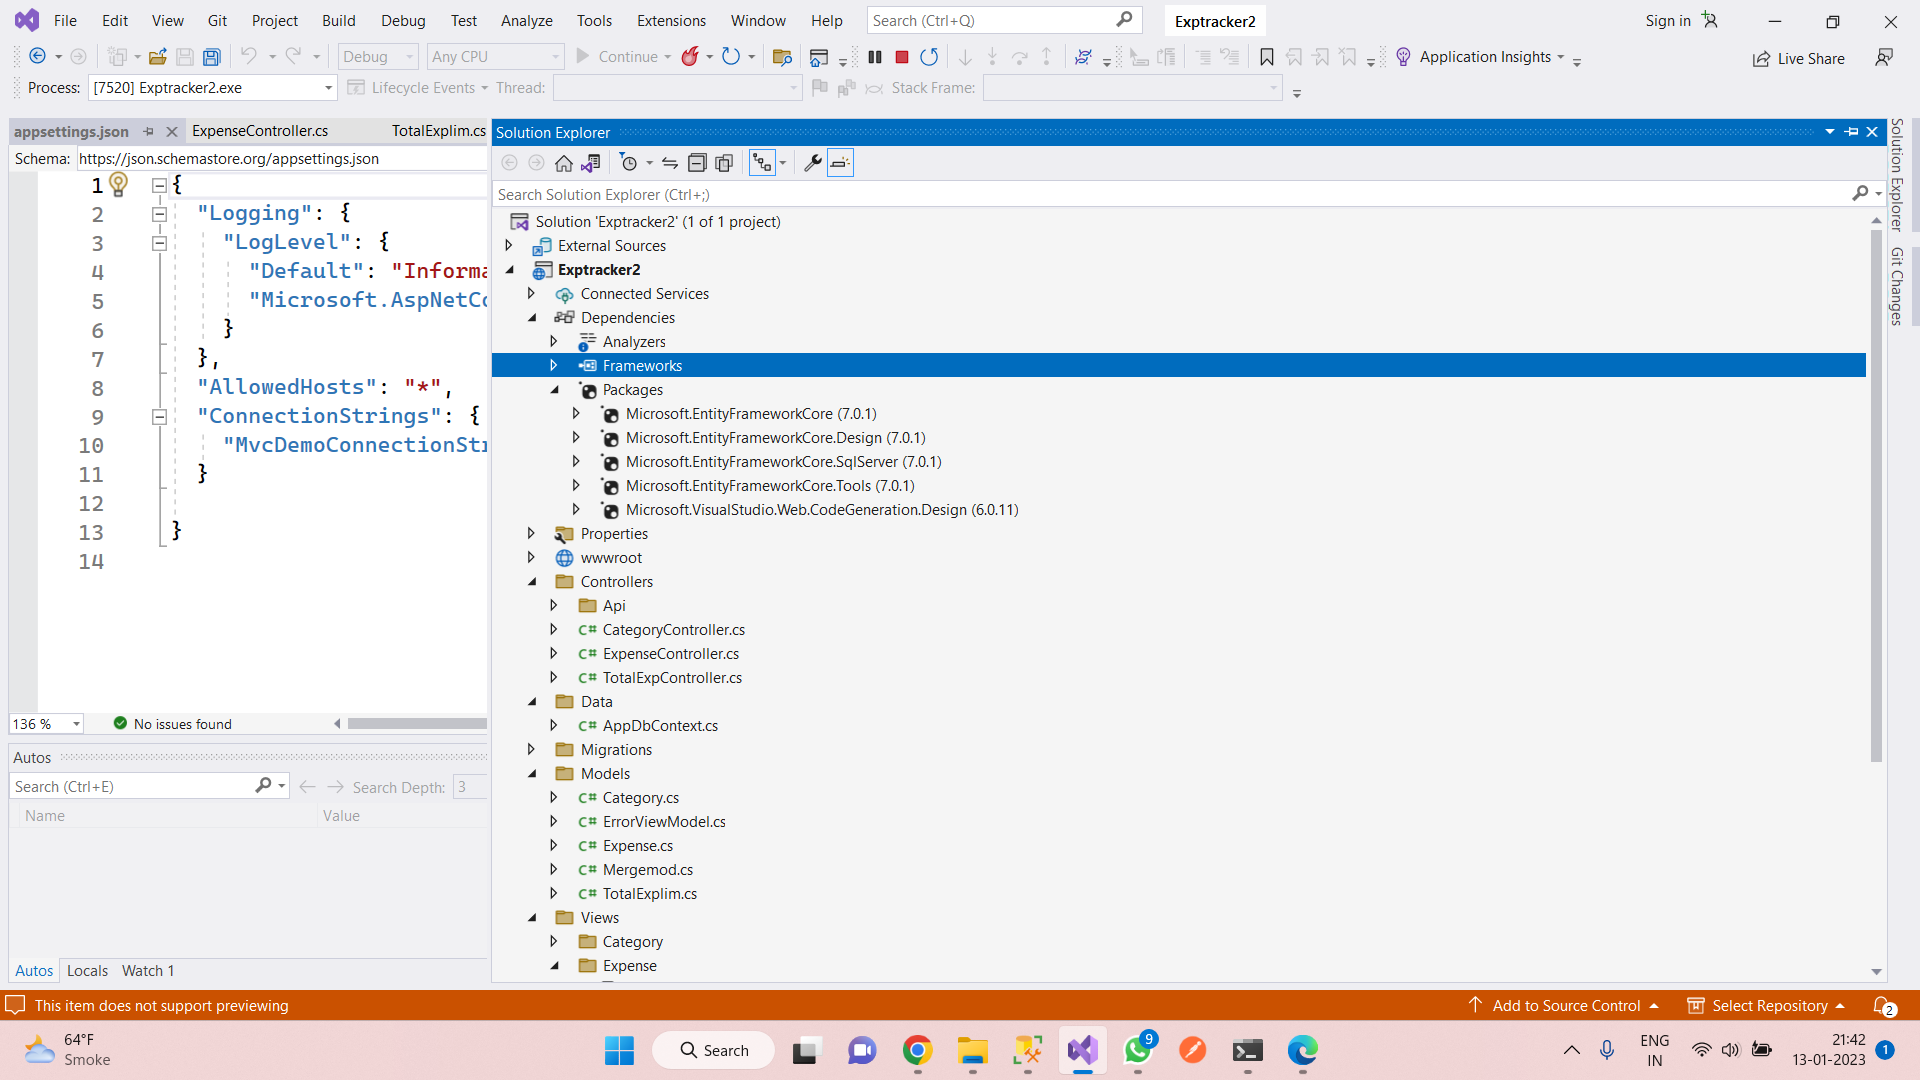 File Edit View Git Project Build Debug Test Analyze Tools Extensions Window Help Search (Ctrl+Q) Exptracker2 Sign in
Debug Any CPU Continue Application Insights Live Share
Process: [7520] Exptracker2.exe Lifecycle Events Thread: Stack Frame:
appsettings.json ExpenseController.cs TotalExplim.cs
Schema: https://json.schemastore.org/appsettings.json
1 {
2 "Logging": {
3 "LogLevel": {
4 "Default": "Informa
5 "Microsoft.AspNetCo
6 }
7 },
8 "AllowedHosts": "*",
9 "ConnectionStrings": {
10 "MvcDemoConnectionStr
11 }
12
13 }
14
136 % No issues found
Autos
Search (Ctrl+E) Search Depth: 3
Name Value
Autos Locals Watch 1
Solution Explorer
Search Solution Explorer (Ctrl+;)
Solution 'Exptracker2' (1 of 1 project)
External Sources
Exptracker2
Connected Services
Dependencies
Analyzers
Frameworks
Packages
Microsoft.EntityFrameworkCore (7.0.1)
Microsoft.EntityFrameworkCore.Design (7.0.1)
Microsoft.EntityFrameworkCore.SqlServer (7.0.1)
Microsoft.EntityFrameworkCore.Tools (7.0.1)
Microsoft.VisualStudio.Web.CodeGeneration.Design (6.0.11)
Properties
wwwroot
Controllers
Api
CategoryController.cs
ExpenseController.cs
TotalExpController.cs
Data
AppDbContext.cs
Migrations
Models
Category.cs
ErrorViewModel.cs
Expense.cs
Mergemod.cs
TotalExplim.cs
Views
Category
Expense
Solution Explorer
Git Changes
This item does not support previewing Add to Source Control Select Repository 2
64°F
Smoke
Search
9
ENG
IN
21:42
13-01-2023
1